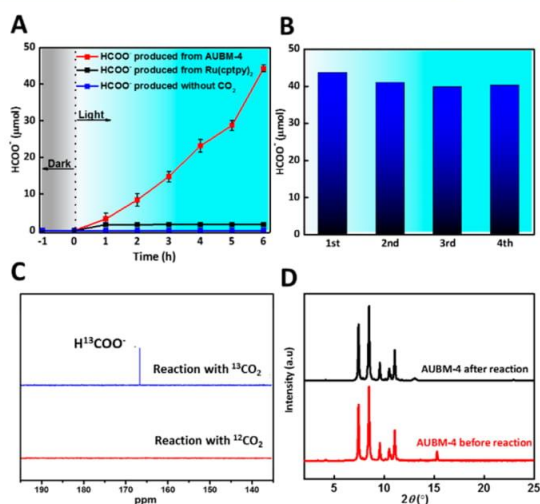 A
HCOO⁻ produced from AUBM-4
HCOO⁻ produced from Ru(cptpy)₂
HCOO⁻ produced without CO₂
Light
Dark
HCOO⁻ (μmol)
50
40
30
20
10
0
-1 0 1 2 3 4 5 6
Time (h)
B
HCOO⁻ (μmol)
50
40
30
20
10
0
1st 2nd 3rd 4th
C
H¹³COO⁻
Reaction with ¹³CO₂
Reaction with ¹²CO₂
190 180 170 160 150 140
ppm
D
Intensity (a.u)
AUBM-4 after reaction
AUBM-4 before reaction
5 10 15 20 25
2θ(°)